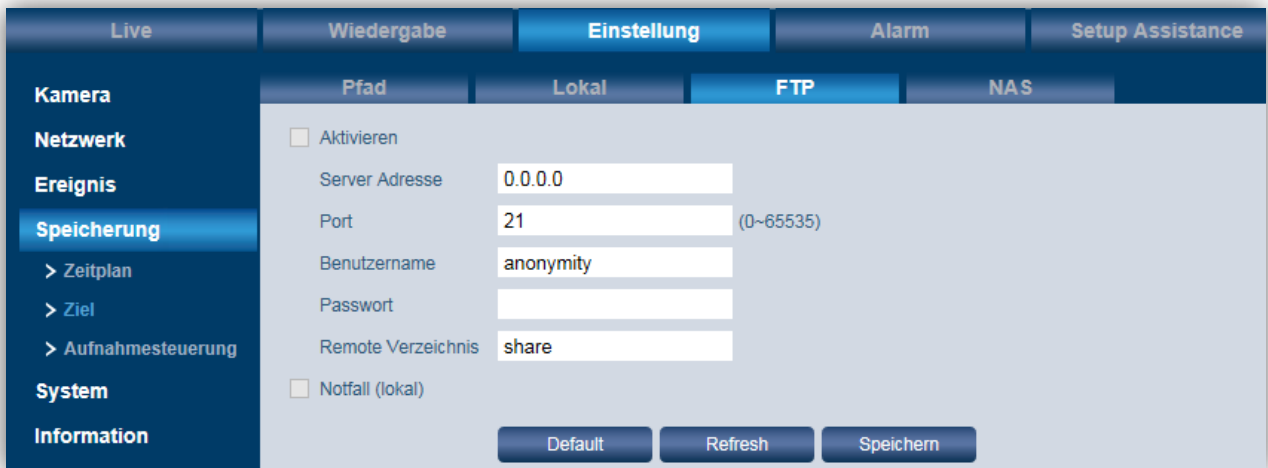 Live Wiedergabe Einstellung Alarm Setup Assistance
Pfad Lokal FTP NAS
Kamera
Netzwerk
Ereignis
Speicherung
> Zeitplan
> Ziel
> Aufnahmesteuerung
System
Information
Aktivieren
Server Adresse 0.0.0.0
Port 21 (0~65535)
Benutzername anonymity
Passwort
Remote Verzeichnis share
Notfall (lokal)
Default Refresh Speichern